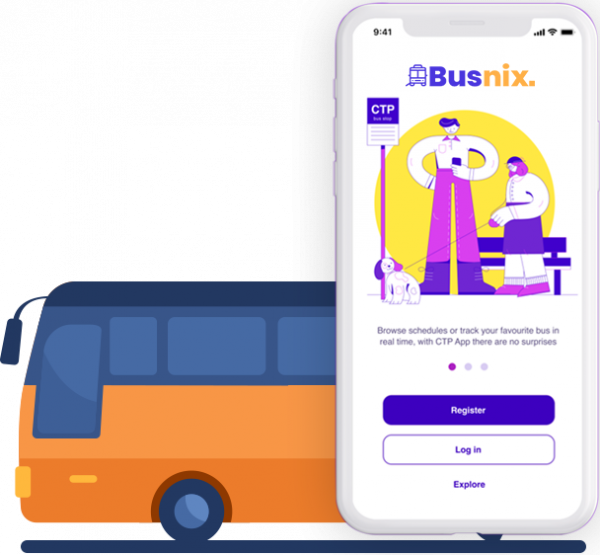 9:41
Busnix.
CTP
bus stop
Browse schedules or track your favourite bus in
real time, with CTP App there are no surprises
Register
Log in
Explore